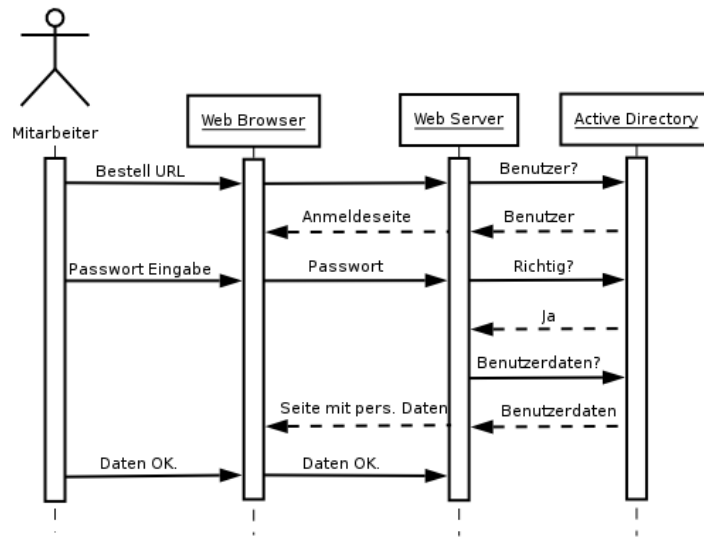 Mitarbeiter
Web Browser
Web Server
Active Directory
Bestell URL
Benutzer?
Anmeldeseite
Benutzer
Passwort Eingabe
Passwort
Richtig?
Ja
Benutzerdaten?
Seite mit pers. Daten
Benutzerdaten
Daten OK.
Daten OK.